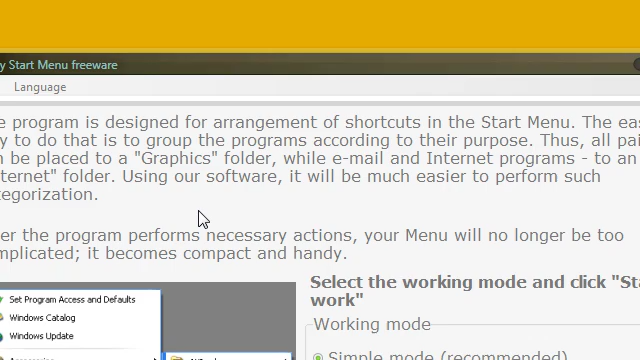 y Start Menu freeware
Language
e program is designed for arrangement of shortcuts in the Start Menu. The eas
y to do that is to group the programs according to their purpose. Thus, all pai
n be placed to a "Graphics" folder, while e-mail and Internet programs - to an
ternet" folder. Using our software, it will be much easier to perform such
tegorization.
er the program performs necessary actions, your Menu will no longer be too
mplicated; it becomes compact and handy.
Select the working mode and click "Sta
work"
Set Program Access and Defaults
Windows Catalog
Windows Update
Working mode
Simple mode (recommended)